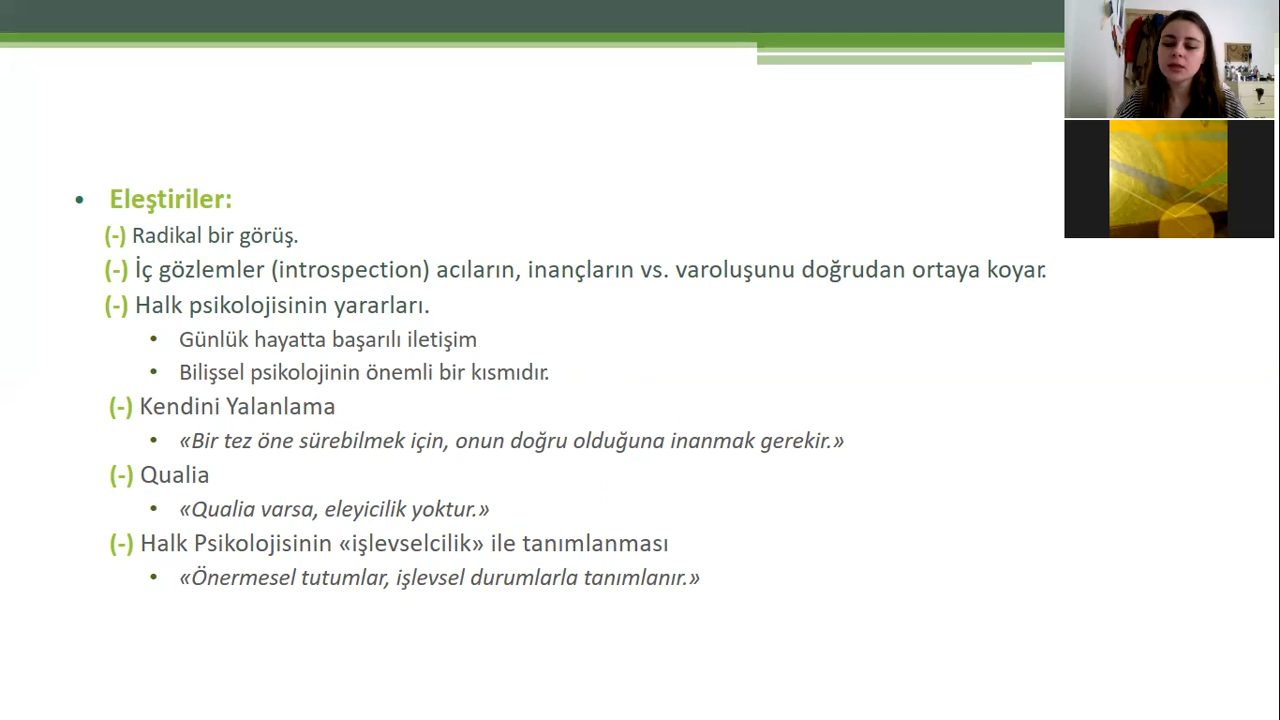 • Eleştiriler:
(-) Radikal bir görüş.
(-) İç gözlemler (introspection) acıların, inançların vs. varoluşunu doğrudan ortaya koyar.
(-) Halk psikolojisinin yararları.
• Günlük hayatta başarılı iletişim
• Bilişsel psikolojinin önemli bir kısmıdır.
(-) Kendini Yalanlama
• «Bir tez öne sürebilmek için, onun doğru olduğuna inanmak gerekir.»
(-) Qualia
• «Qualia varsa, eleyicilik yoktur.»
(-) Halk Psikolojisinin «işlevselcilik» ile tanımlanması
• «Önermesel tutumlar, işlevsel durumlarla tanımlanır.»